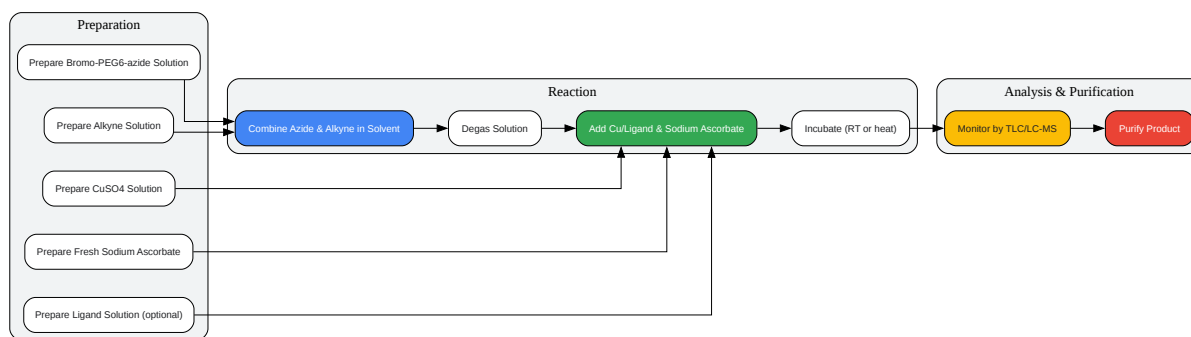 Preparation
Prepare Bromo-PEG6-azide Solution
Prepare Alkyne Solution
Prepare CuSO4 Solution
Prepare Fresh Sodium Ascorbate
Prepare Ligand Solution (optional)
Reaction
Combine Azide & Alkyne in Solvent
Degas Solution
Add Cu/Ligand & Sodium Ascorbate
Incubate (RT or heat)
Analysis & Purification
Monitor by TLC/LC-MS
Purify Product